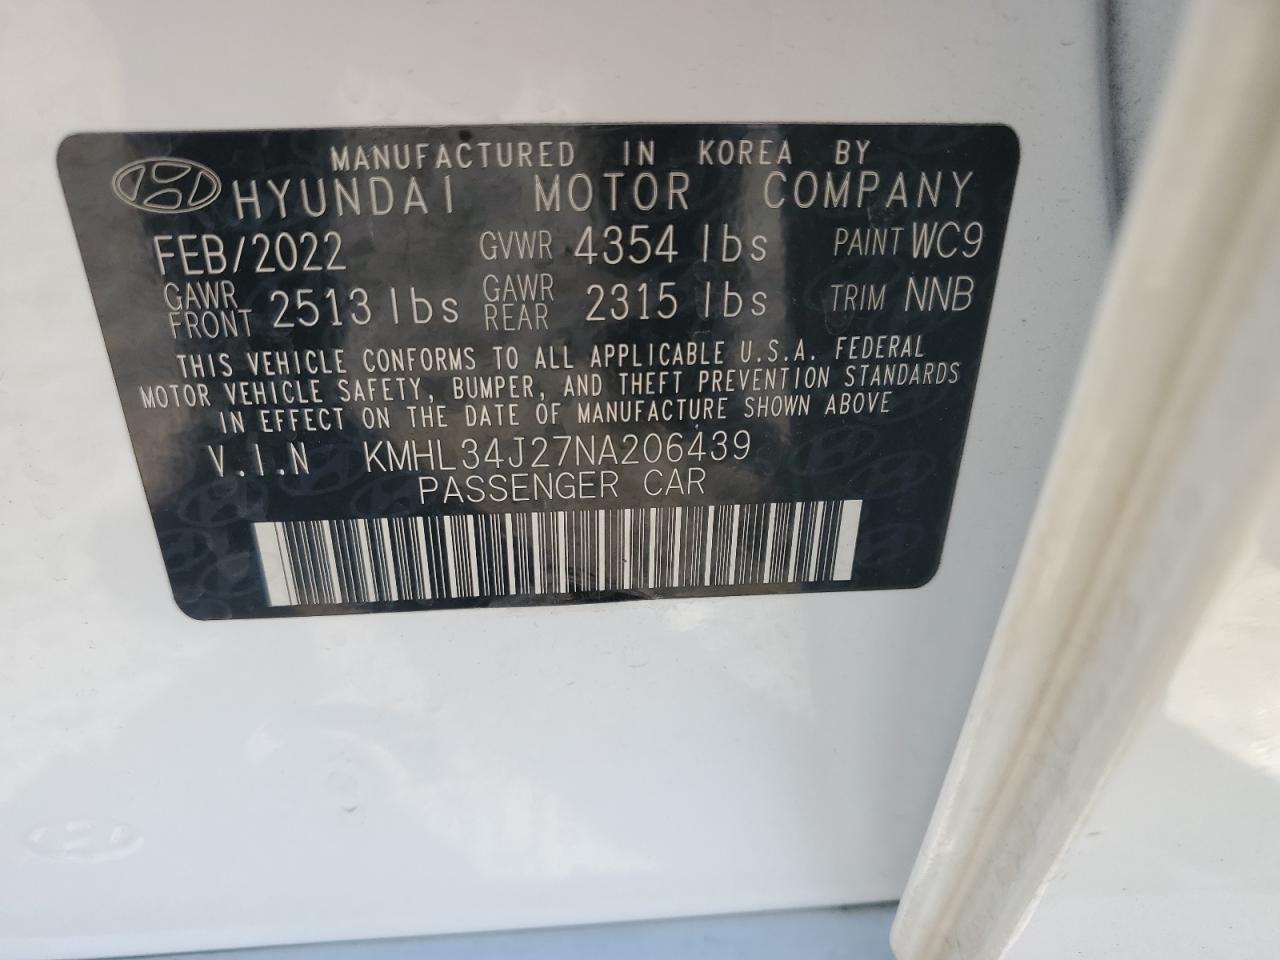 MANUFACTURED IN KOREA BY
HYUNDAI MOTOR COMPANY
FEB/2022 GVWR 4354 lbs PAINT WC9
GAWR FRONT 2513 lbs GAWR REAR 2315 lbs TRIM NNB
THIS VEHICLE CONFORMS TO ALL APPLICABLE U.S.A. FEDERAL
MOTOR VEHICLE SAFETY, BUMPER, AND THEFT PREVENTION STANDARDS
IN EFFECT ON THE DATE OF MANUFACTURE SHOWN ABOVE
V.I.N KMHL34J27NA206439
PASSENGER CAR